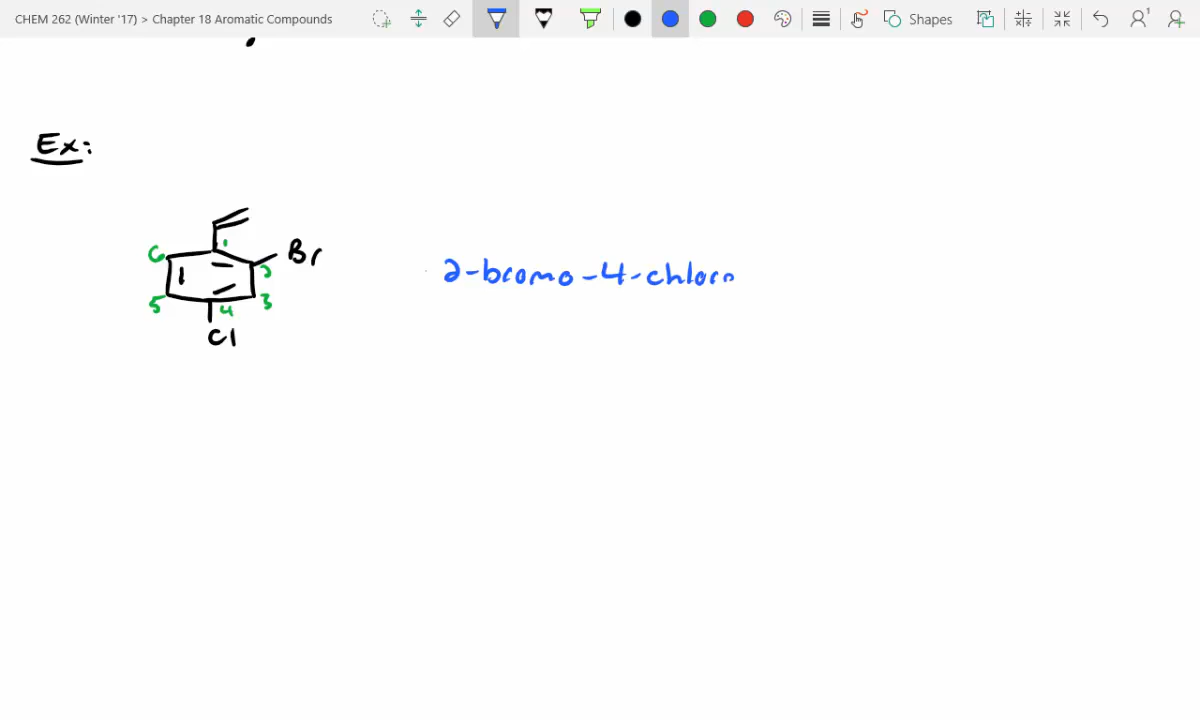 CHEM 262 (Winter '17) > Chapter 18 Aromatic Compounds
Shapes
1
Ex:
Br
1
6
2
5
4
3
Cl
2-bromo-4-chloro